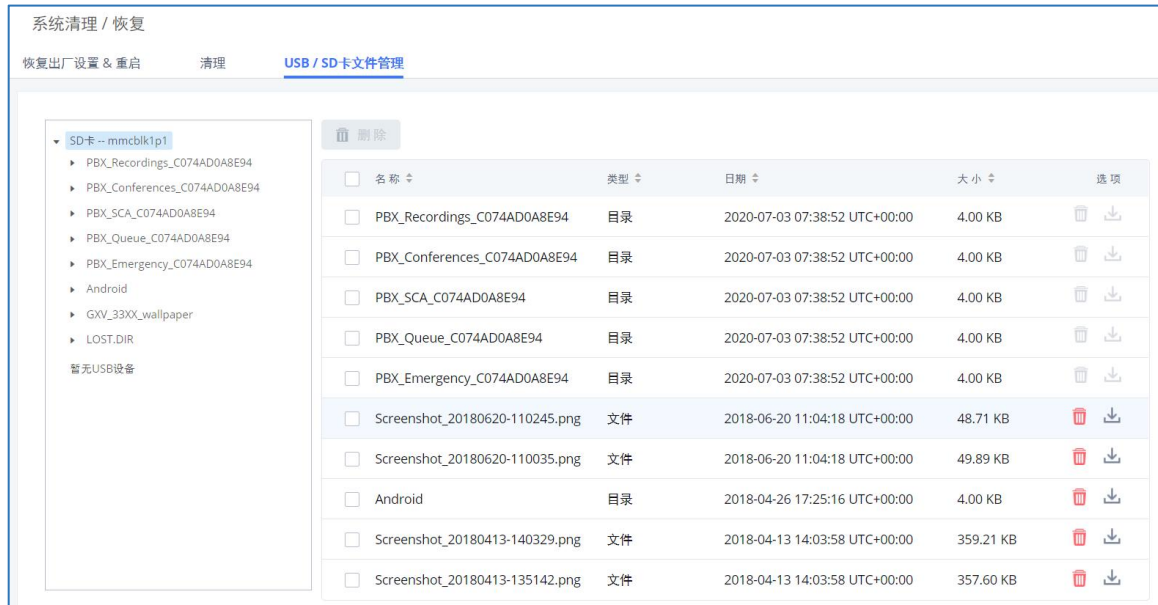 系统清理 / 恢复
恢复出厂设置 & 重启 清理 USB / SD卡文件管理
SD卡 -- mmcblk1p1
PBX_Recordings_C074AD0A8E94
PBX_Conferences_C074AD0A8E94
PBX_SCA_C074AD0A8E94
PBX_Queue_C074AD0A8E94
PBX_Emergency_C074AD0A8E94
Android
GXV_33XX_wallpaper
LOST.DIR
暂无USB设备
删除
名称 类型 日期 大小 选项
PBX_Recordings_C074AD0A8E94 目录 2020-07-03 07:38:52 UTC+00:00 4.00 KB
PBX_Conferences_C074AD0A8E94 目录 2020-07-03 07:38:52 UTC+00:00 4.00 KB
PBX_SCA_C074AD0A8E94 目录 2020-07-03 07:38:52 UTC+00:00 4.00 KB
PBX_Queue_C074AD0A8E94 目录 2020-07-03 07:38:52 UTC+00:00 4.00 KB
PBX_Emergency_C074AD0A8E94 目录 2020-07-03 07:38:52 UTC+00:00 4.00 KB
Screenshot_20180620-110245.png 文件 2018-06-20 11:04:18 UTC+00:00 48.71 KB
Screenshot_20180620-110035.png 文件 2018-06-20 11:04:18 UTC+00:00 49.89 KB
Android 目录 2018-04-26 17:25:16 UTC+00:00 4.00 KB
Screenshot_20180413-140329.png 文件 2018-04-13 14:03:58 UTC+00:00 359.21 KB
Screenshot_20180413-135142.png 文件 2018-04-13 14:03:58 UTC+00:00 357.60 KB